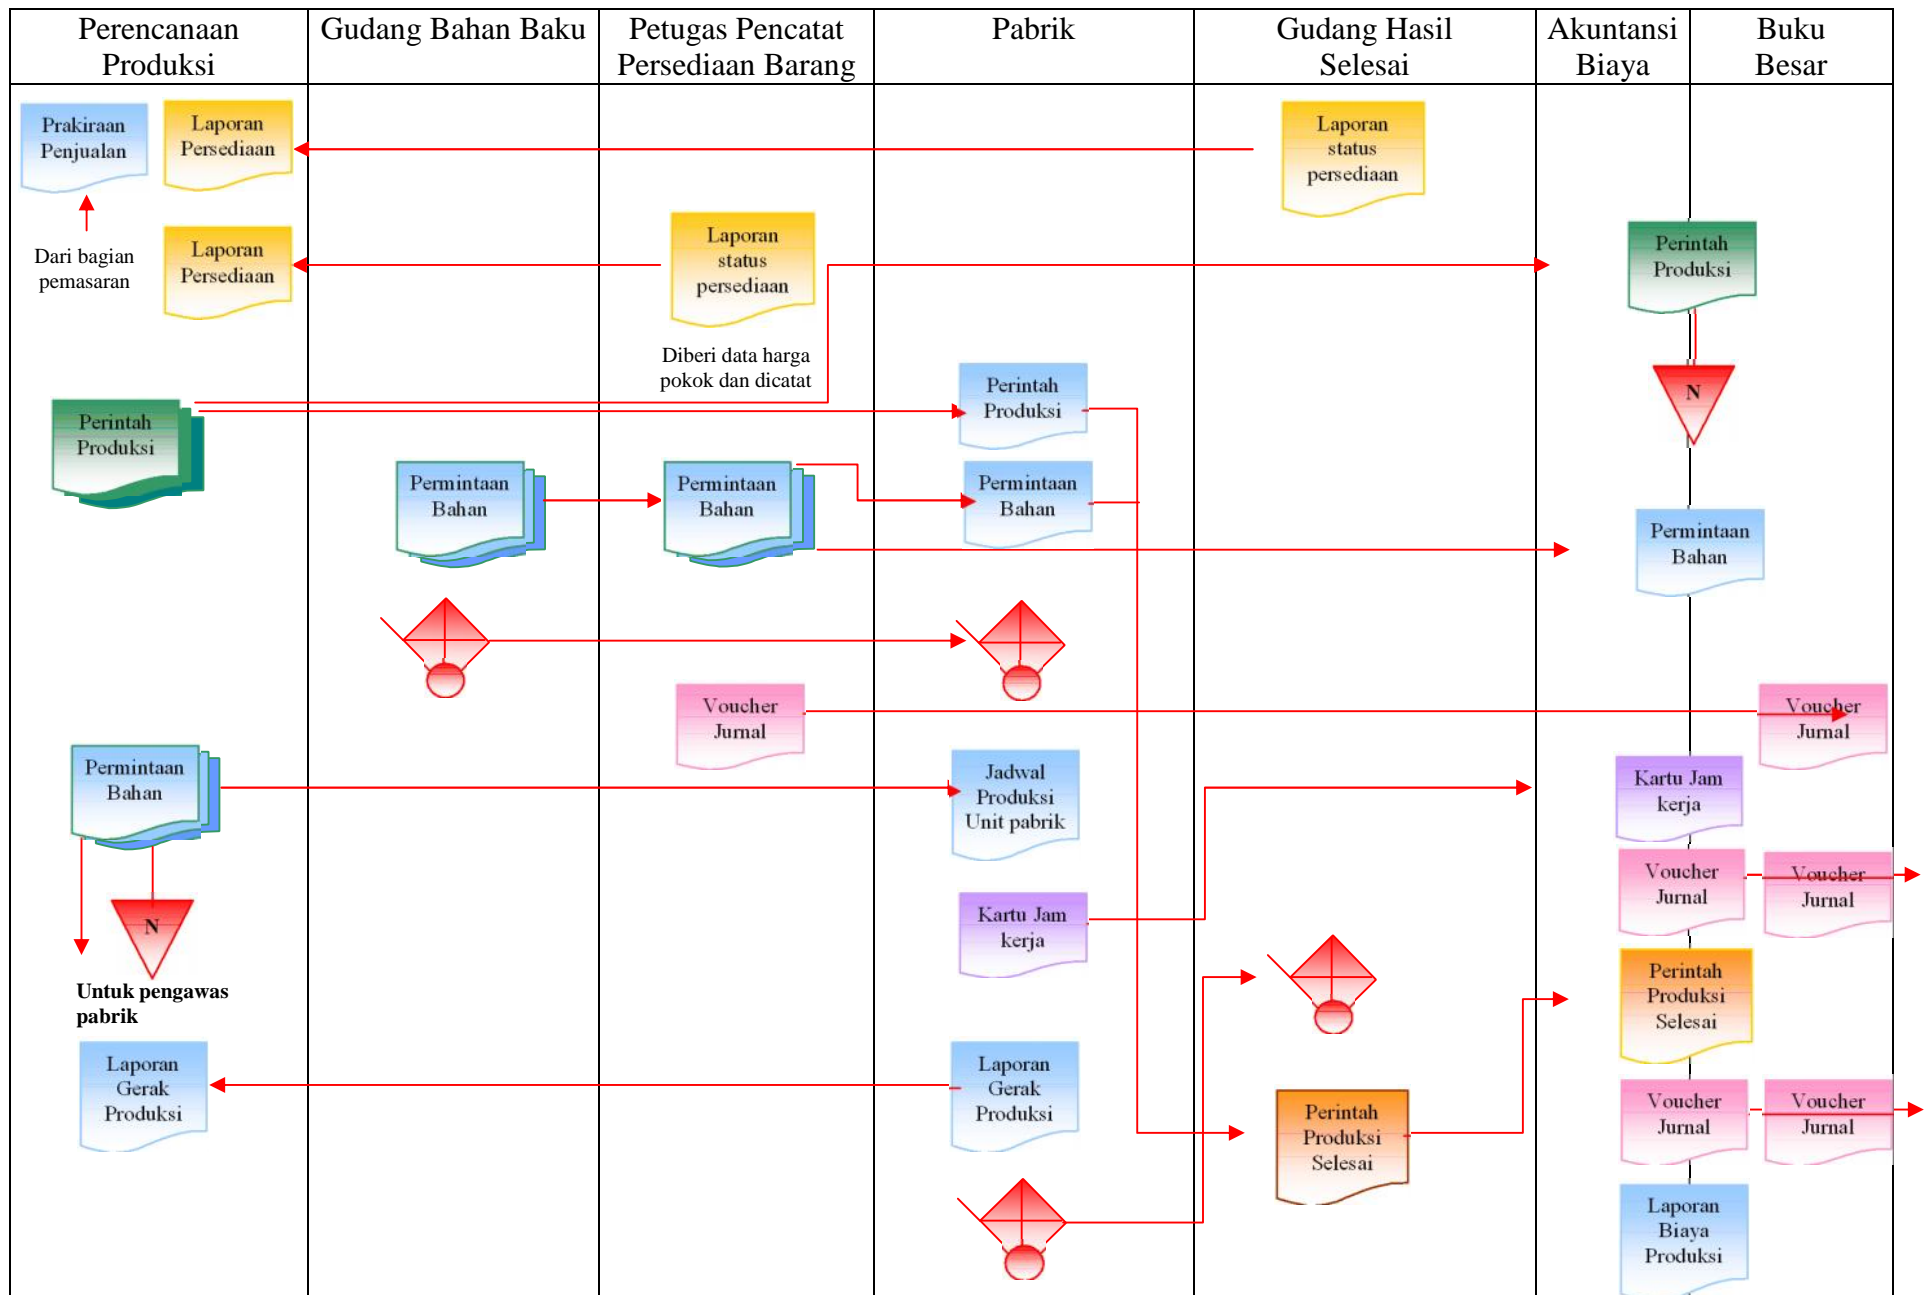 Perencanaan
Produksi
Gudang Bahan Baku
Petugas Pencatat
Persediaan Barang
Pabrik
Gudang Hasil
Selesai
Akuntansi
Biaya
Buku
Besar
Prakiraan
Penjualan
Laporan
Persediaan
Laporan
status
persediaan
Dari bagian
pemasaran
Laporan
Persediaan
Laporan
status
persediaan
Perintah
Produksi
Diberi data harga
pokok dan dicatat
Perintah
Produksi
N
Perintah
Produksi
Permintaan
Bahan
Permintaan
Bahan
Permintaan
Bahan
Permintaan
Bahan
Voucher
Jurnal
Voucher
Jurnal
Permintaan
Bahan
Jadwal
Produksi
Unit pabrik
Kartu Jam
kerja
Voucher
Jurnal
Voucher
Jurnal
N
Kartu Jam
kerja
Untuk pengawas
pabrik
Perintah
Produksi
Selesai
Laporan
Gerak
Produksi
Laporan
Gerak
Produksi
Perintah
Produksi
Selesai
Voucher
Jurnal
Voucher
Jurnal
Laporan
Biaya
Produksi